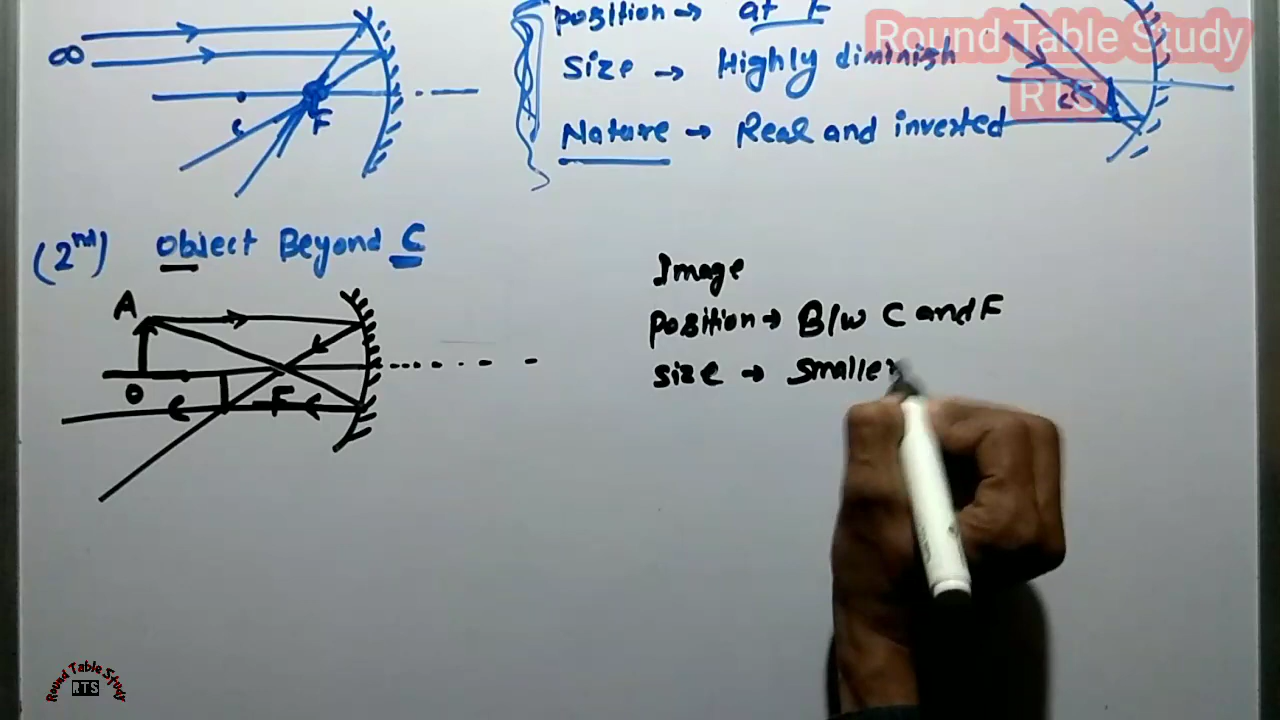 position → at F
Size → Highly diminish
Nature → Real and inverted
∞
C
F
C
Round Table Study
RTS
(2nd) Object Beyond C
A
O
F
Image
position → B/w C and F
size → Smaller
Round Table Study
RTS